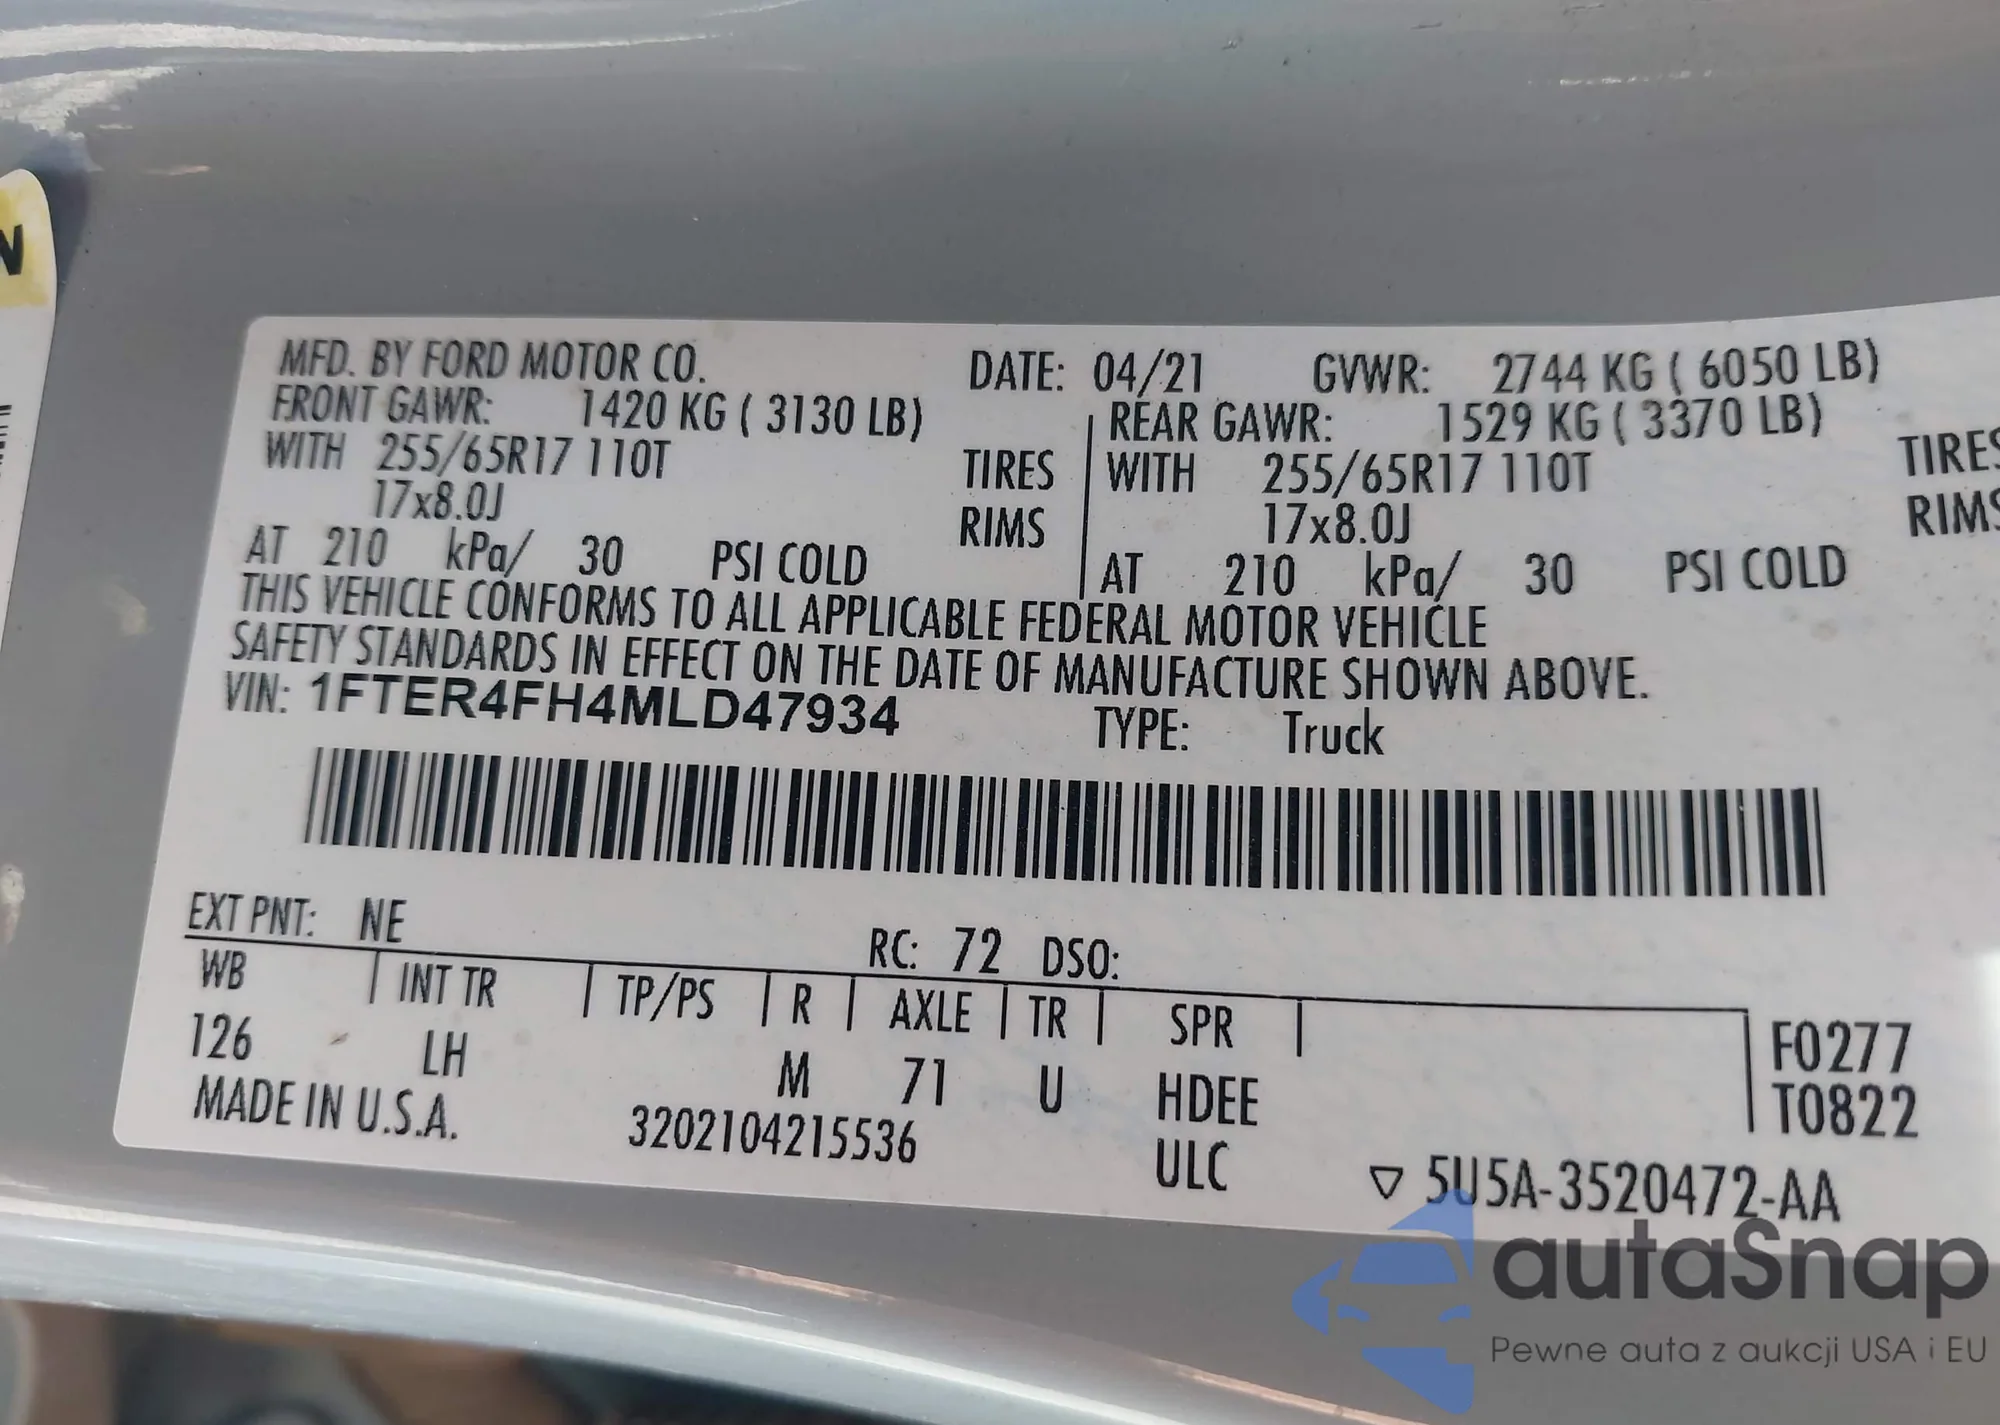 N
MFD. BY FORD MOTOR CO. DATE: 04/21 GVWR: 2744 KG ( 6050 LB)
FRONT GAWR: 1420 KG ( 3130 LB) REAR GAWR: 1529 KG ( 3370 LB)
WITH 255/65R17 110T TIRES WITH 255/65R17 110T TIRES
17x8.0J RIMS 17x8.0J RIMS
AT 210 kPa/ 30 PSI COLD AT 210 kPa/ 30 PSI COLD
THIS VEHICLE CONFORMS TO ALL APPLICABLE FEDERAL MOTOR VEHICLE
SAFETY STANDARDS IN EFFECT ON THE DATE OF MANUFACTURE SHOWN ABOVE.
VIN: 1FTER4FH4MLD47934 TYPE: Truck
EXT PNT: NE RC: 72 DSO:
WB INT TR TP/PS R AXLE TR SPR F0277
126 LH M 71 U HDEE T0822
MADE IN U.S.A. 3202104215536 ULC ▽ 5U5A-3520472-AA
autaSnap
Pewne auta z aukcji USA i EU